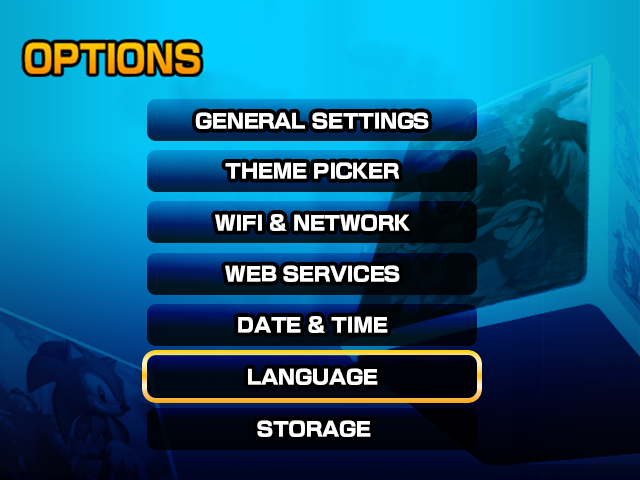 OPTIONS
GENERAL SETTINGS
THEME PICKER
WIFI & NETWORK
WEB SERVICES
DATE & TIME
LANGUAGE
STORAGE